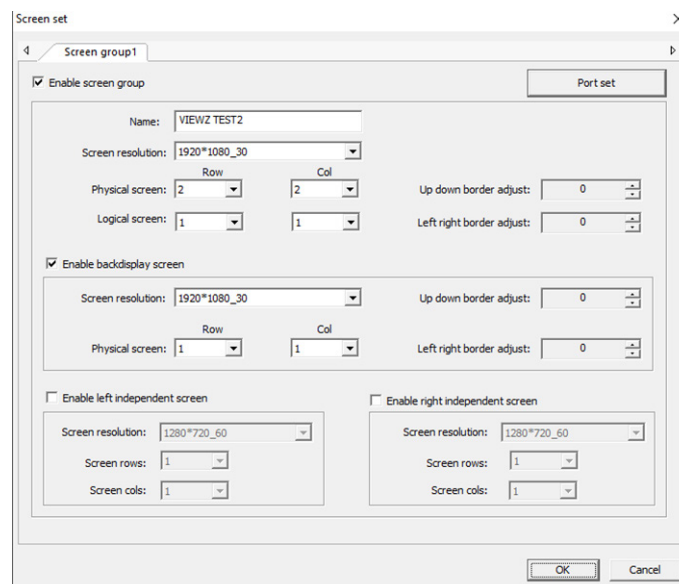 Screen set
Screen group1
Enable screen group
Port set
Name: VIEWZ TEST2
Screen resolution: 1920*1080_30
Row Col
Physical screen: 2 2 Up down border adjust: 0
Logical screen: 1 1 Left right border adjust: 0
Enable backdisplay screen
Screen resolution: 1920*1080_30 Up down border adjust: 0
Row Col
Physical screen: 1 1 Left right border adjust: 0
Enable left independent screen Enable right independent screen
Screen resolution: 1280*720_60 Screen resolution: 1280*720_60
Screen rows: 1 Screen rows: 1
Screen cols: 1 Screen cols: 1
OK Cancel